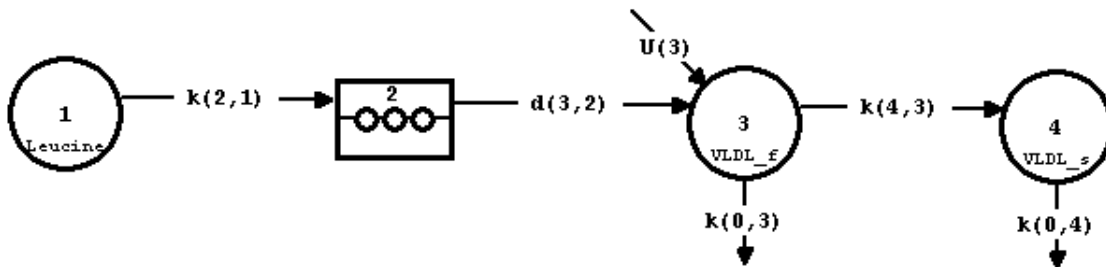 U(3)
1
Leucine
k(2,1)
2
d(3,2)
3
VLDL_f
k(4,3)
4
VLDL_s
k(0,3)
k(0,4)